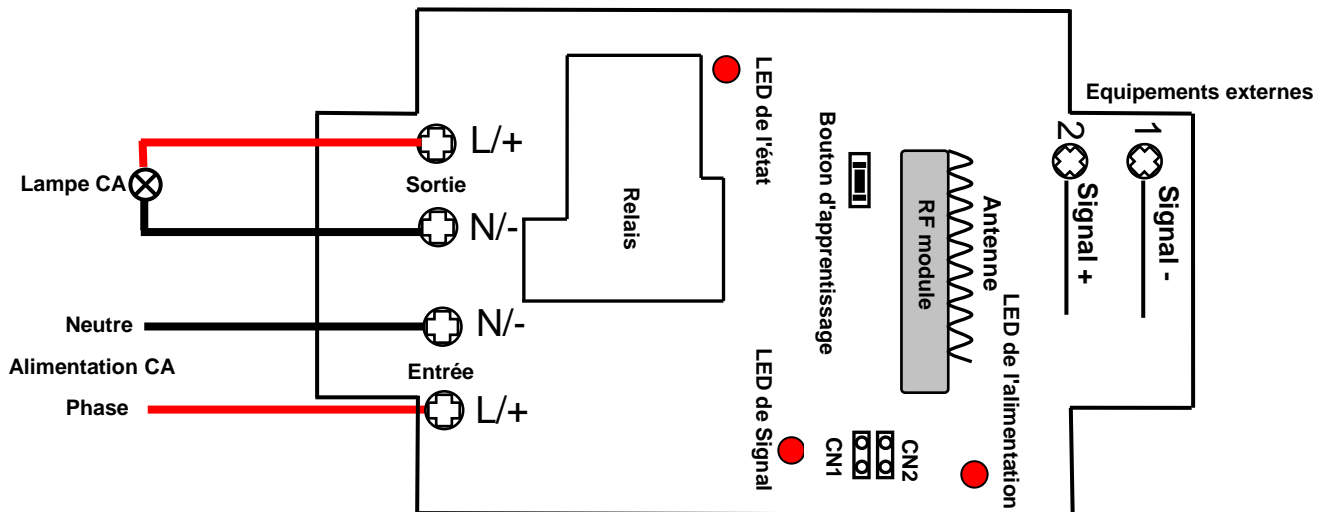 Equipements externes
LED de l'état
L/+
Sortie
Lampe CA
N/-
Relais
Bouton d'apprentissage
RF module
Antenne
2
1
Signal +
Signal -
Neutre
N/-
Alimentation CA
Entrée
Phase
L/+
LED de Signal
CN1
CN2
LED de l'alimentation